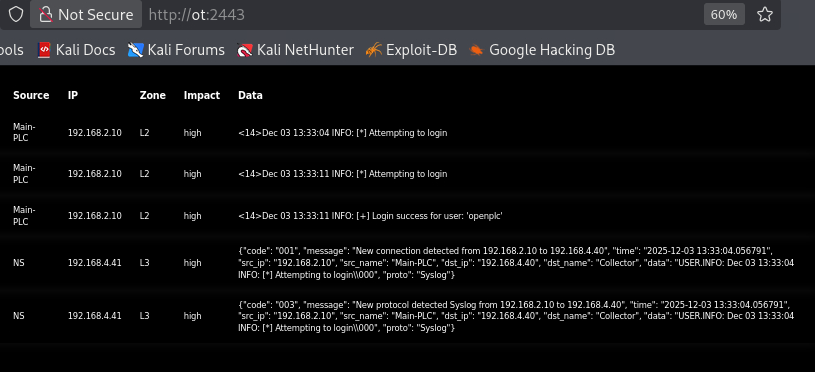 Not Secure http://ot:2443 60%
ools Kali Docs Kali Forums Kali NetHunter Exploit-DB Google Hacking DB
Source IP Zone Impact Data
Main-
PLC 192.168.2.10 L2 high <14>Dec 03 13:33:04 INFO: [*] Attempting to login
Main-
PLC 192.168.2.10 L2 high <14>Dec 03 13:33:11 INFO: [*] Attempting to login
Main-
PLC 192.168.2.10 L2 high <14>Dec 03 13:33:11 INFO: [+] Login success for user: 'openplc'
{"code": "001", "message": "New connection detected from 192.168.2.10 to 192.168.4.40", "time": "2025-12-03 13:33:04.056791",
NS 192.168.4.41 L3 high "src_ip": "192.168.2.10", "src_name": "Main-PLC", "dst_ip": "192.168.4.40", "dst_name": "Collector", "data": "USER.INFO: Dec 03 13:33:04
INFO: [*] Attempting to login\\000", "proto": "Syslog"}
{"code": "003", "message": "New protocol detected Syslog from 192.168.2.10 to 192.168.4.40", "time": "2025-12-03 13:33:04.056791",
NS 192.168.4.41 L3 high "src_ip": "192.168.2.10", "src_name": "Main-PLC", "dst_ip": "192.168.4.40", "dst_name": "Collector", "data": "USER.INFO: Dec 03 13:33:04
INFO: [*] Attempting to login\\000", "proto": "Syslog"}